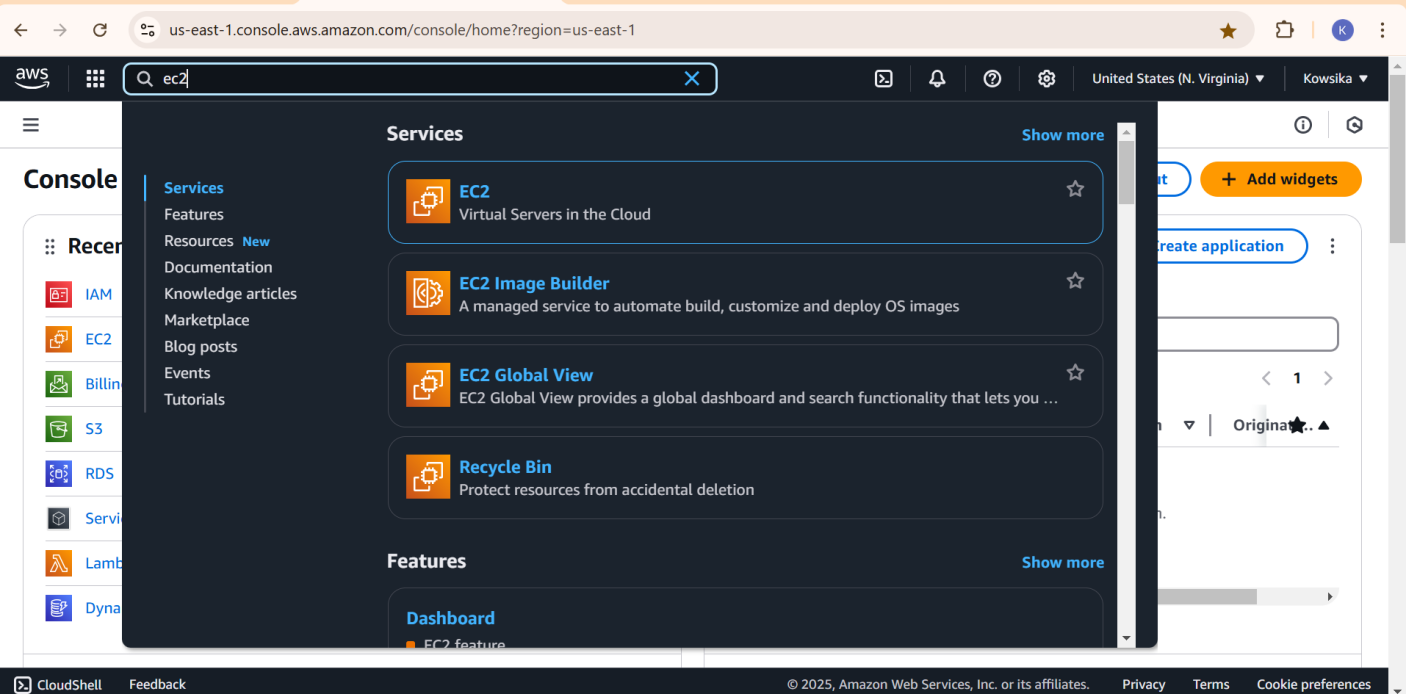 us-east-1.console.aws.amazon.com/console/home?region=us-east-1
K
aws
ec2
United States (N. Virginia)
Kowsika
Console
Add widgets
Create application
Services
Features
Resources New
Documentation
Knowledge articles
Marketplace
Blog posts
Events
Tutorials
Services
Show more
EC2
Virtual Servers in the Cloud
EC2 Image Builder
A managed service to automate build, customize and deploy OS images
EC2 Global View
EC2 Global View provides a global dashboard and search functionality that lets you ...
Recycle Bin
Protect resources from accidental deletion
Features
Show more
Dashboard
EC2 feature
IAM
EC2
S3
RDS
1
CloudShell
Feedback
© 2025, Amazon Web Services, Inc. or its affiliates.
Privacy
Terms
Cookie preferences